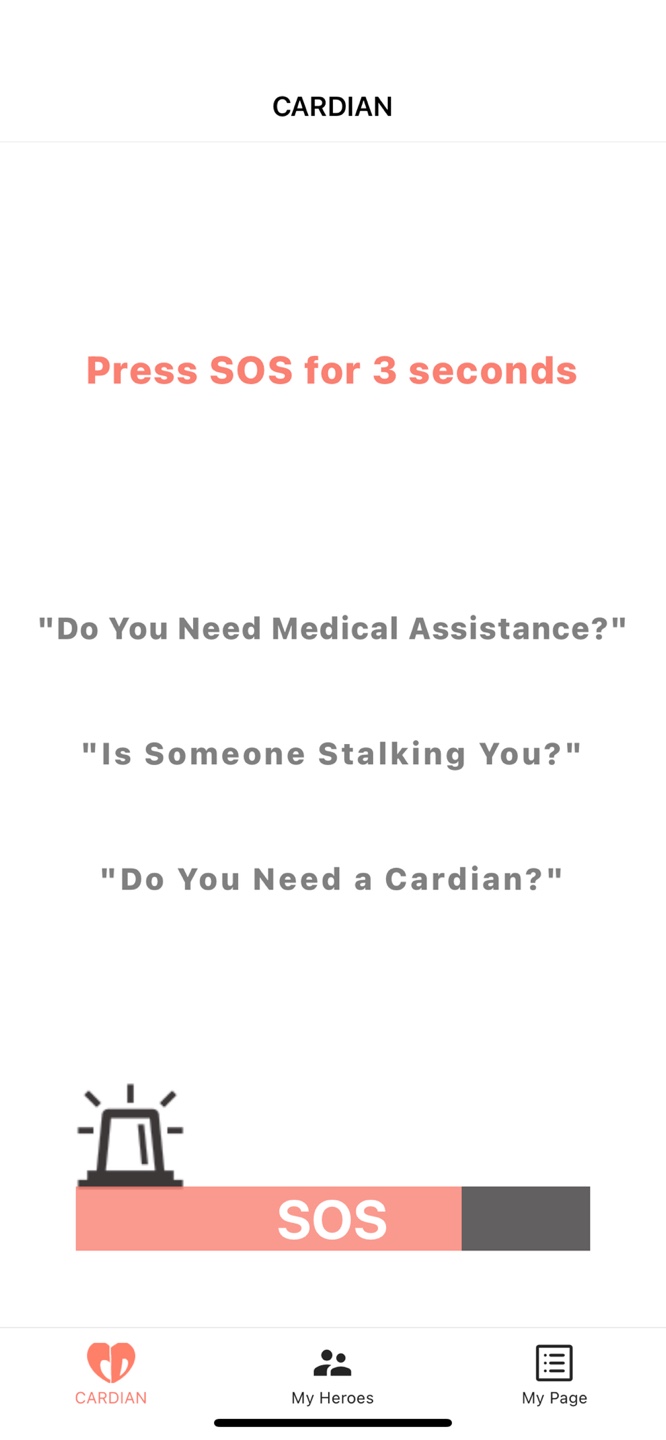 CARDIAN
Press SOS for 3 seconds
"Do You Need Medical Assistance?"
"Is Someone Stalking You?"
"Do You Need a Cardian?"
SOS
CARDIAN
My Heroes
My Page